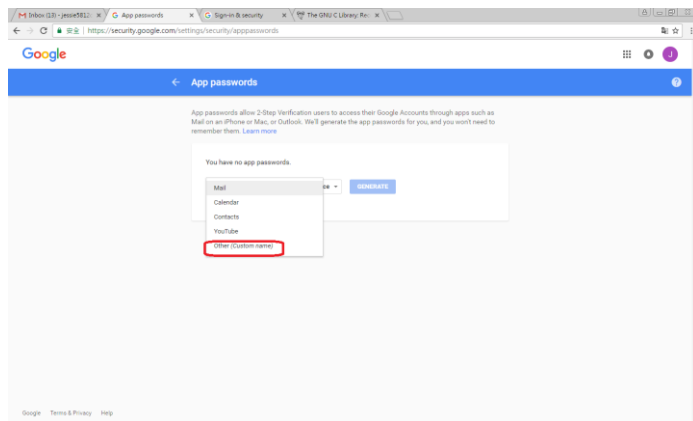 Inbox (13) - jesse5812
App passwords
Sign-in & security
The GNU C Library: Re
安全 | https://security.google.com/settings/security/apppasswords
Google
J
← App passwords
App passwords allow 2-Step Verification users to access their Google Accounts through apps such as
Mail on an iPhone or Mac, or Outlook. We'll generate the app passwords for you, and you won't need to
remember them. Learn more
You have no app passwords.
Mail
GENERATE
Calendar
Contacts
YouTube
Other (Custom name)
Google Terms & Privacy Help